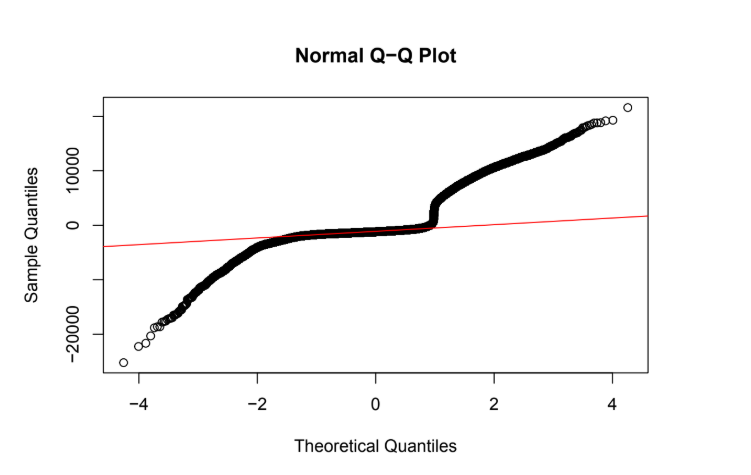 Normal Q−Q Plot
Sample Quantiles
10000
0
−20000
−4
−2
0
2
4
Theoretical Quantiles